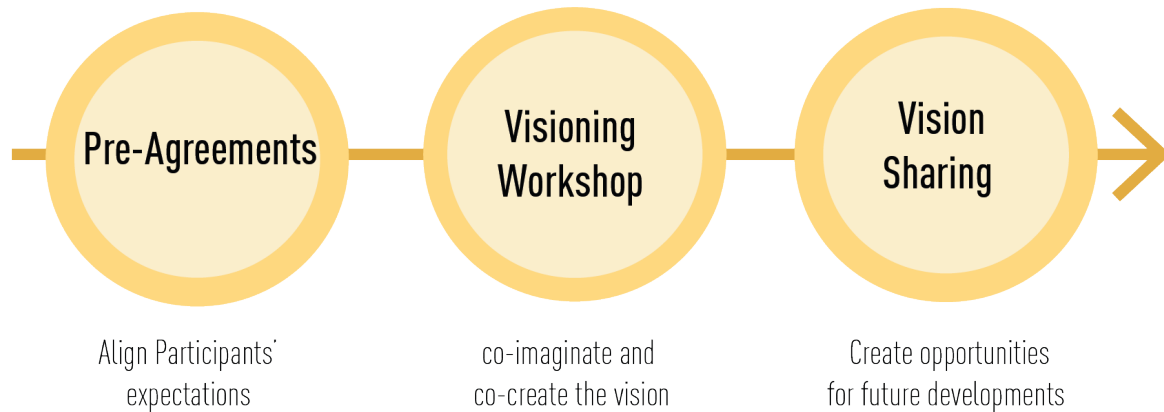 Pre-Agreements
Visioning
Workshop
Vision
Sharing
Align Participants'
expectations
co-imaginate and
co-create the vision
Create opportunities
for future developments